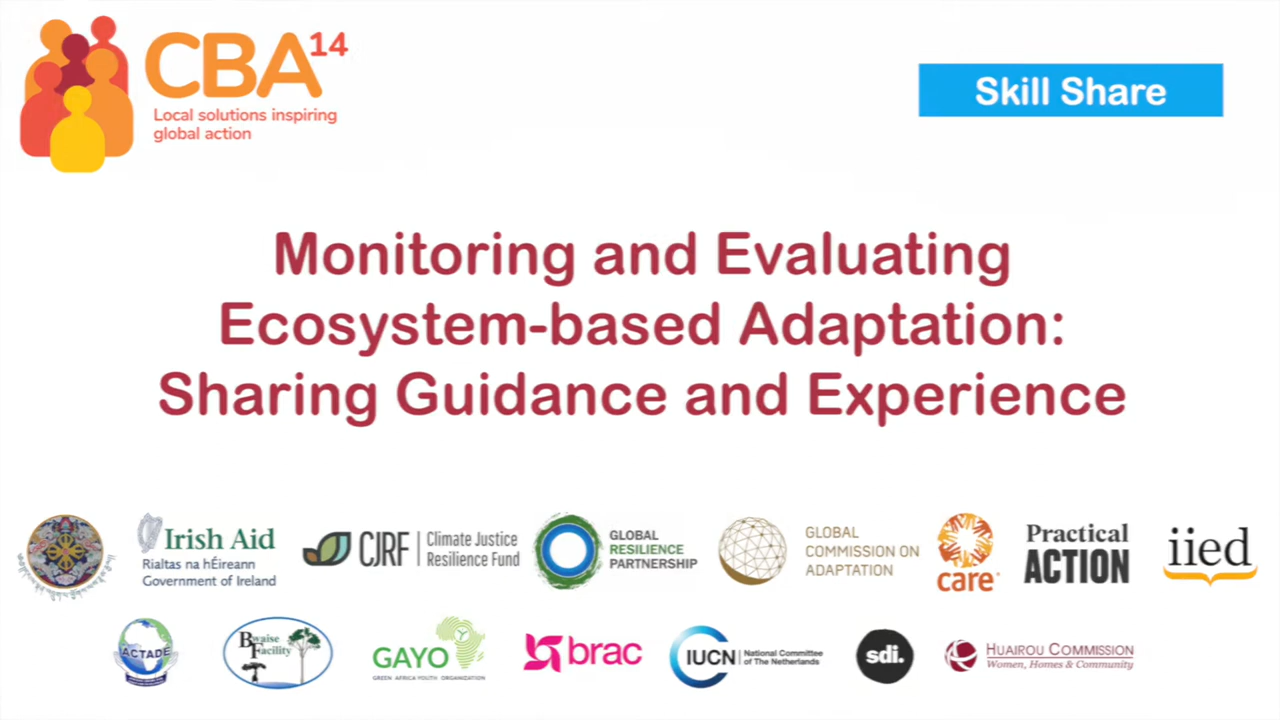 CBA14
Local solutions inspiring
global action
Skill Share
Monitoring and Evaluating
Ecosystem-based Adaptation:
Sharing Guidance and Experience
Irish Aid
Rialtas na hÉireann
Government of Ireland
CJRF
Climate Justice
Resilience Fund
GLOBAL
RESILIENCE
PARTNERSHIP
GLOBAL
COMMISSION ON
ADAPTATION
care
Practical
ACTION
iied
ACTADE
Bwaise
Facility
GAYO
GREEN AFRICA YOUTH ORGANIZATION
brac
IUCN
National Committee
of The Netherlands
sdi.
HUAIROU COMMISSION
Women, Homes & Community